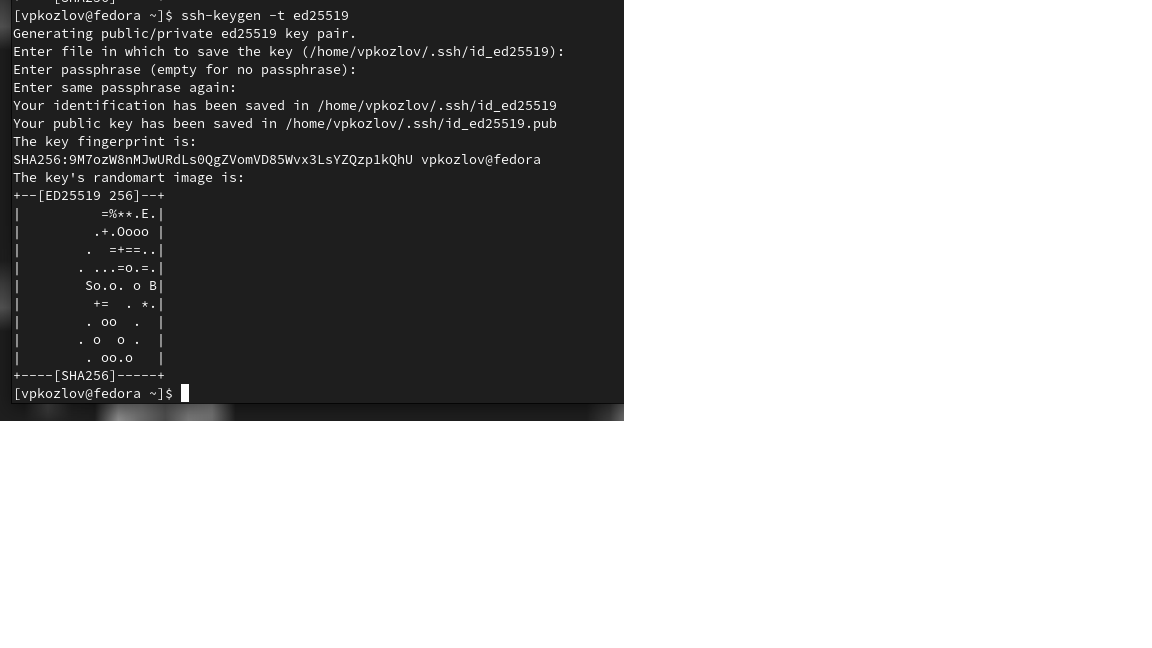 [vpkozlov@fedora ~]$ ssh-keygen -t ed25519
Generating public/private ed25519 key pair.
Enter file in which to save the key (/home/vpkozlov/.ssh/id_ed25519):
Enter passphrase (empty for no passphrase):
Enter same passphrase again:
Your identification has been saved in /home/vpkozlov/.ssh/id_ed25519
Your public key has been saved in /home/vpkozlov/.ssh/id_ed25519.pub
The key fingerprint is:
SHA256:9M7ozW8nMJwURdLs0QgZVomVD85Wvx3LsYZQzp1kQhU vpkozlov@fedora
The key's randomart image is:
+--[ED25519 256]--+
|          =%**.E.|
|         .+.Oooo |
|        .  =+==..|
|       . ...=o.=.|
|        So.o. o B|
|         +=  . *.|
|        . oo  .  |
|       . o  o .  |
|        . oo.o   |
+----[SHA256]-----+
[vpkozlov@fedora ~]$